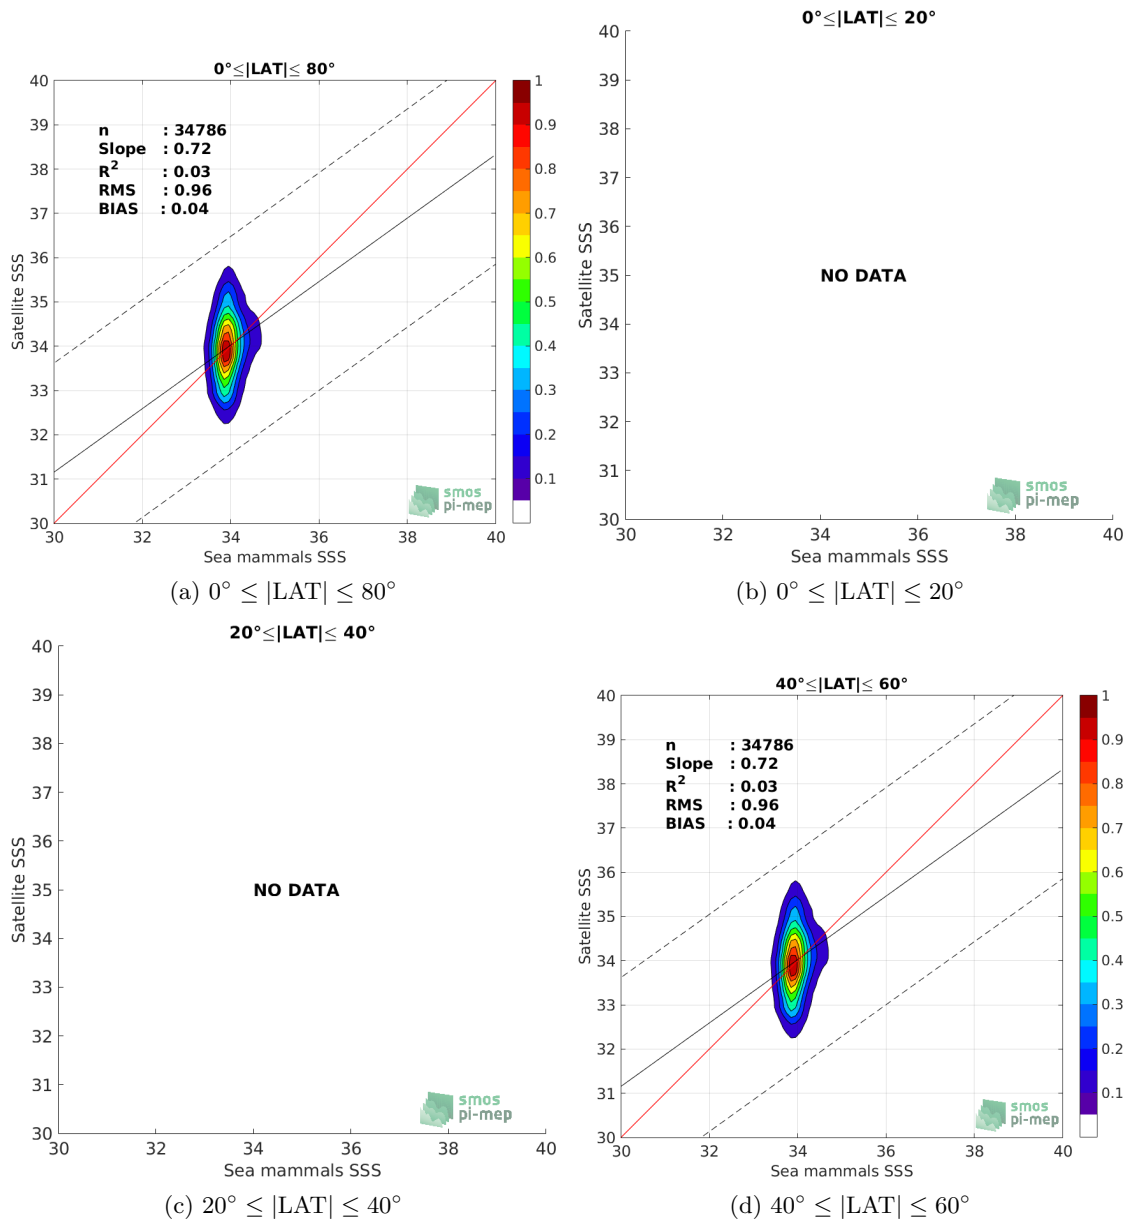 0°≤|LAT|≤ 80°
40
39
38
37
36
35
34
33
32
31
30
Satellite SSS
n : 34786
Slope : 0.72
R² : 0.03
RMS : 0.96
BIAS : 0.04
smos
pi-mep
30 32 34 36 38 40
Sea mammals SSS
1
0.9
0.8
0.7
0.6
0.5
0.4
0.3
0.2
0.1
(a) 0° ≤ |LAT| ≤ 80°
0°≤|LAT|≤ 20°
40
39
38
37
36
35
34
33
32
31
30
Satellite SSS
NO DATA
smos
pi-mep
30 32 34 36 38 40
Sea mammals SSS
(b) 0° ≤ |LAT| ≤ 20°
20°≤|LAT|≤ 40°
40
39
38
37
36
35
34
33
32
31
30
Satellite SSS
NO DATA
smos
pi-mep
30 32 34 36 38 40
Sea mammals SSS
(c) 20° ≤ |LAT| ≤ 40°
40°≤|LAT|≤ 60°
40
39
38
37
36
35
34
33
32
31
30
Satellite SSS
n : 34786
Slope : 0.72
R² : 0.03
RMS : 0.96
BIAS : 0.04
smos
pi-mep
30 32 34 36 38 40
Sea mammals SSS
1
0.9
0.8
0.7
0.6
0.5
0.4
0.3
0.2
0.1
(d) 40° ≤ |LAT| ≤ 60°